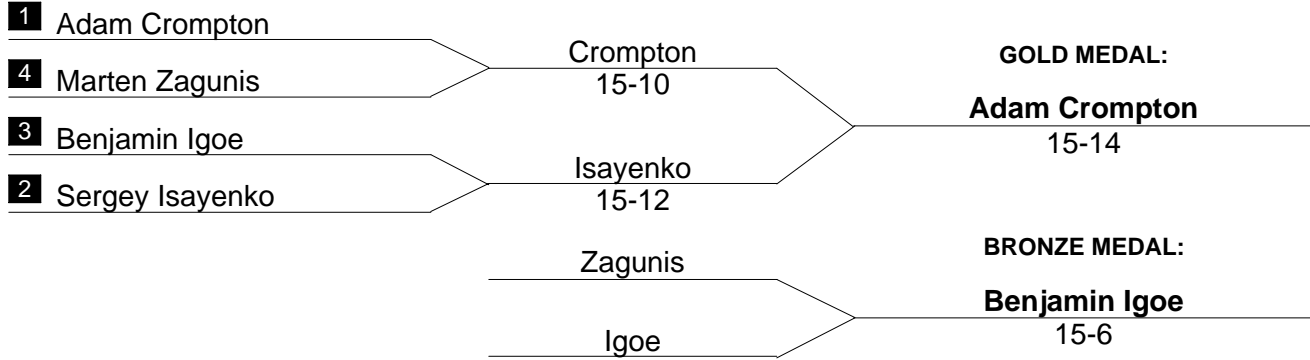 1 Adam Crompton
4 Marten Zagunis
3 Benjamin Igoe
2 Sergey Isayenko
Crompton
15-10
Isayenko
15-12
GOLD MEDAL:
Adam Crompton
15-14
Zagunis
Igoe
BRONZE MEDAL:
Benjamin Igoe
15-6